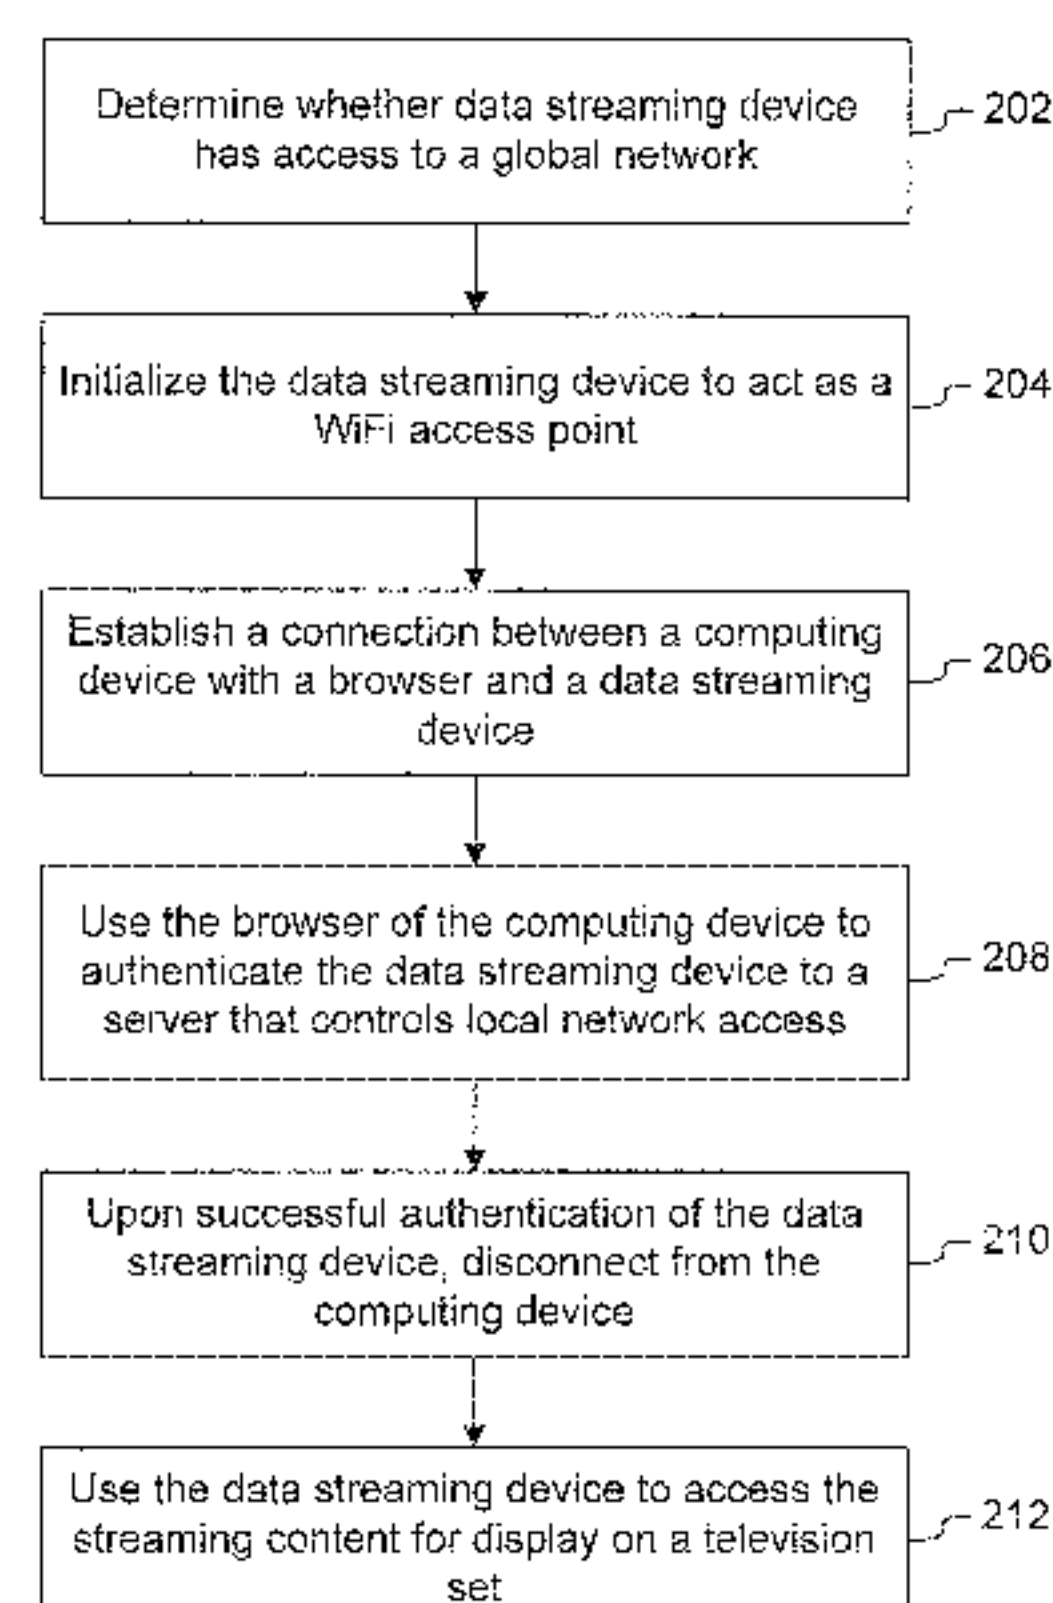 Determine whether data streaming device
has access to a global network
202
Initialize the data streaming device to act as a
WiFi access point
204
Establish a connection between a computing
device with a browser and a data streaming
device
206
Use the browser of the computing device to
authenticate the data streaming device to a
server that controls local network access
208
Upon successful authentication of the data
streaming device, disconnect from the
computing device
210
Use the data streaming device to access the
streaming content for display on a television
set
212